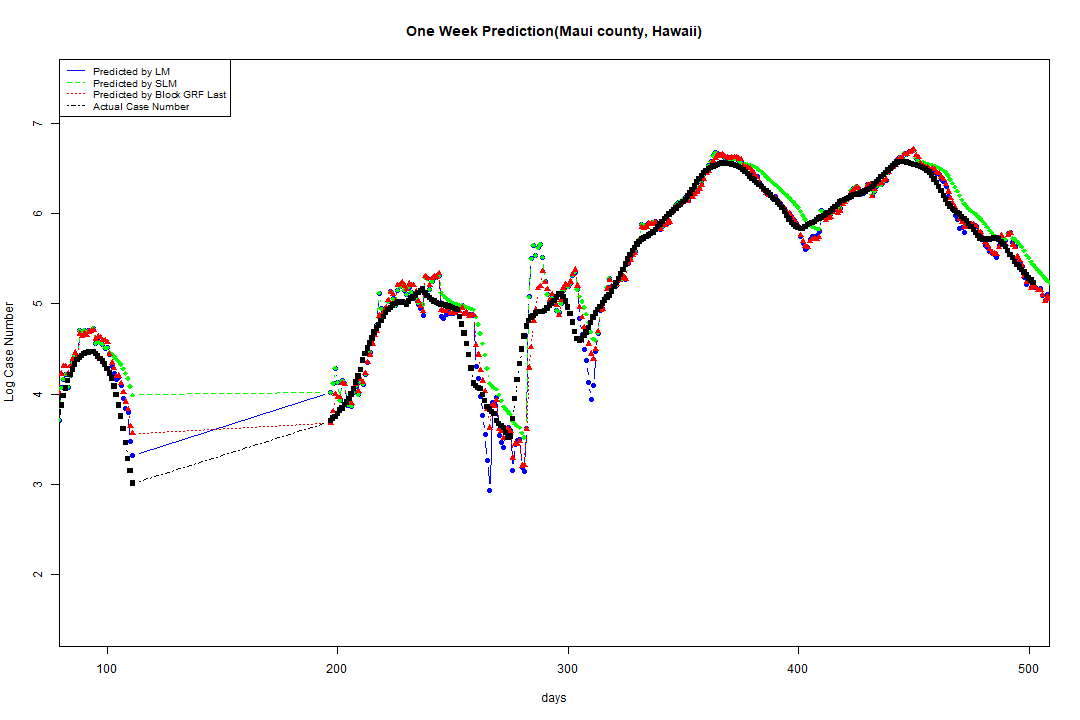 One Week Prediction(Maui county, Hawaii)
Predicted by LM
Predicted by SLM
Predicted by Block GRF Last
Actual Case Number
7
6
5
4
3
2
Log Case Number
100 200 300 400 500
days